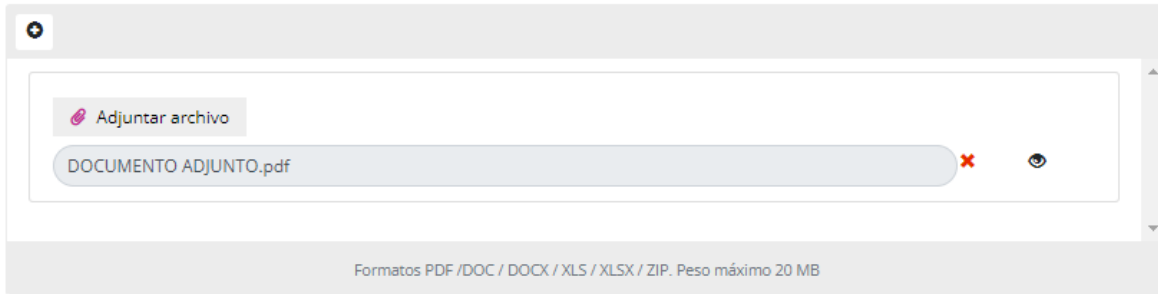 Adjuntar archivo
DOCUMENTO ADJUNTO.pdf
Formatos PDF /DOC / DOCX / XLS / XLSX / ZIP. Peso máximo 20 MB